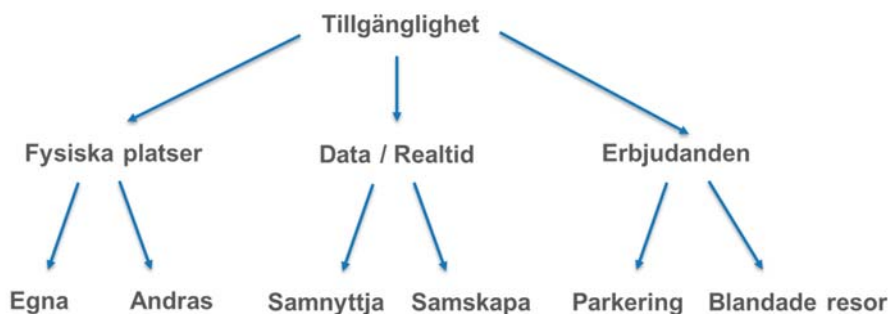 Tillgänglighet
Fysiska platser
Data / Realtid
Erbjudanden
Egna
Andras
Samnyttja
Samskapa
Parkering
Blandade resor